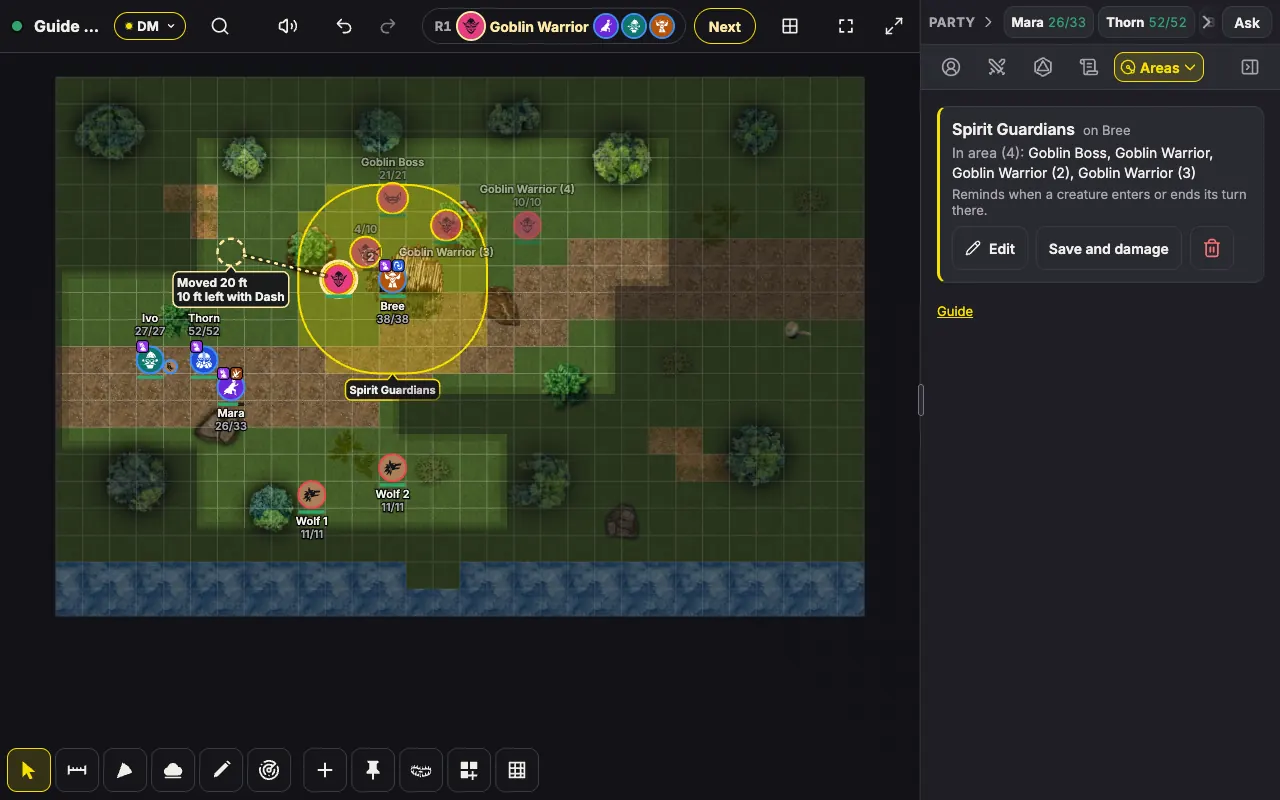 Guide ...
DM
R1
Goblin Warrior
Next
PARTY
Mara 26/33
Thorn 52/52
Ask
Areas
Spirit Guardians on Bree
In area (4): Goblin Boss, Goblin Warrior,
Goblin Warrior (2), Goblin Warrior (3)
Reminds when a creature enters or ends its turn
there.
Edit
Save and damage
Guide
Goblin Boss
21/21
Goblin Warrior (4)
10/10
4/10
2
Goblin Warrior (3)
Moved 20 ft
10 ft left with Dash
Bree
38/38
Ivo
27/27
Thorn
52/52
Spirit Guardians
Mara
26/33
Wolf 2
11/11
Wolf 1
11/11